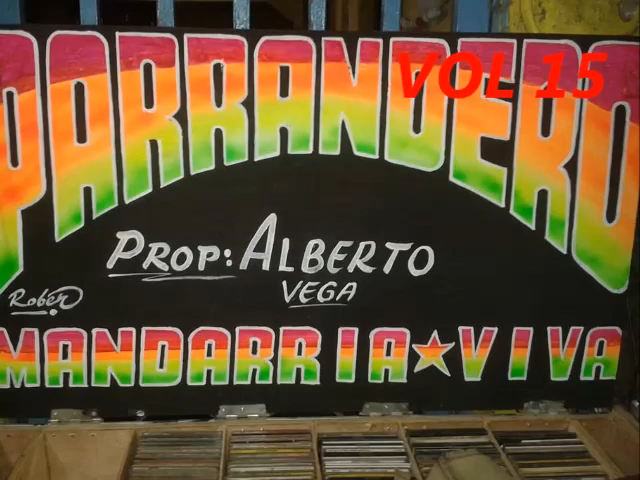 VOL 15
PARRANDERO
PROP: ALBERTO
VEGA
Rober
MANDARRIA★VIVA